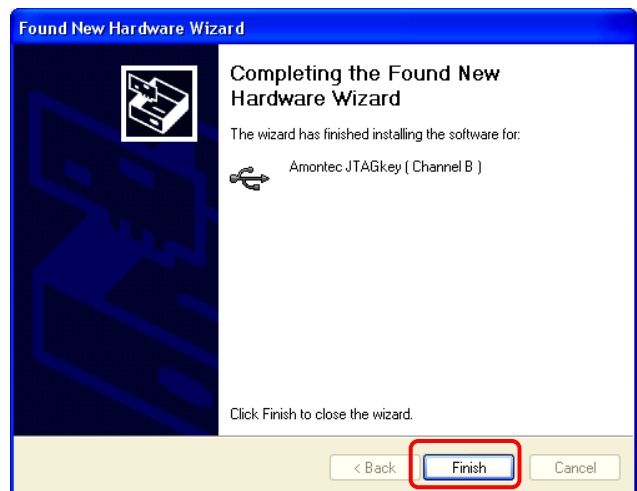 Found New Hardware Wizard
Completing the Found New
Hardware Wizard
The wizard has finished installing the software for:
Amontec JTAGkey ( Channel B )
Click Finish to close the wizard.
< Back Finish Cancel